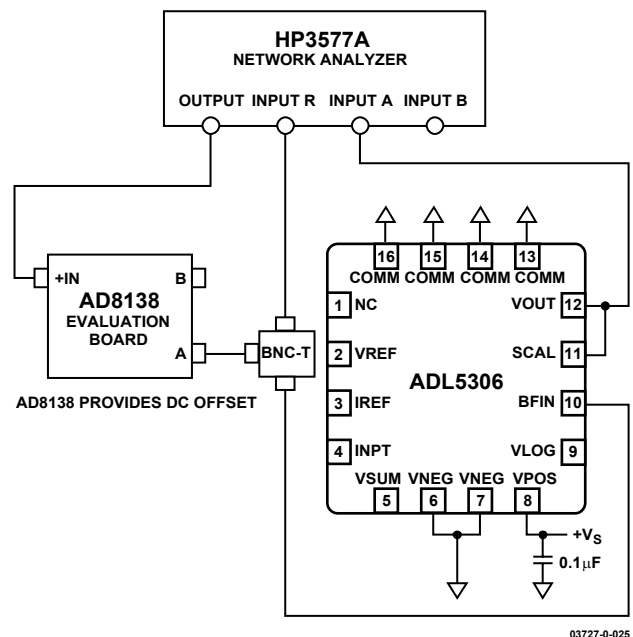 HP3577A
NETWORK ANALYZER
OUTPUT INPUT R INPUT A INPUT B
16 15 14 13
COMM COMM COMM COMM
+IN B
AD8138
EVALUATION
BOARD
A
BNC-T
AD8138 PROVIDES DC OFFSET
1 NC VOUT 12
2 VREF SCAL 11
ADL5306
3 IREF BFIN 10
4 INPT VLOG 9
VSUM VNEG VNEG VPOS
5 6 7 8
+VS
0.1μF
03727-0-025